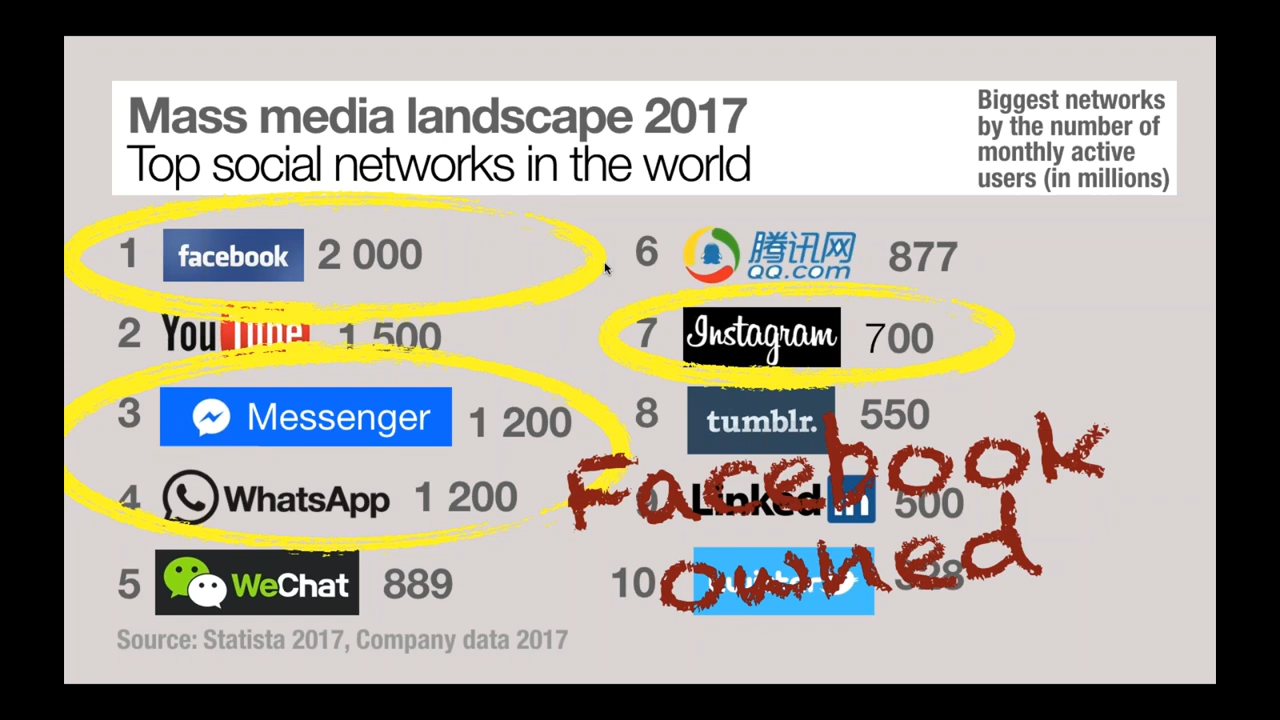 Mass media landscape 2017
Top social networks in the world
Biggest networks
by the number of
monthly active
users (in millions)
1 facebook 2 000
2 YouTube 1 500
3 Messenger 1 200
4 WhatsApp 1 200
5 WeChat 889
6 腾讯网 QQ.com 877
7 Instagram 700
8 tumblr. 550
9 Linkedin 500
10 twitter 328
Facebook
owned
Source: Statista 2017, Company data 2017